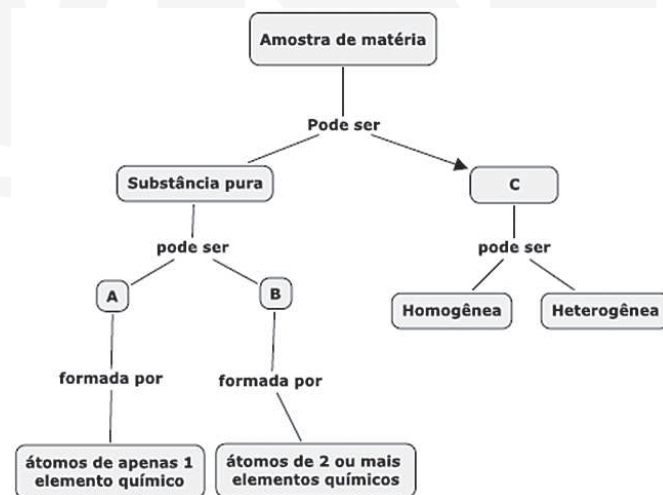 Amostra de matéria
Pode ser
Substância pura
C
pode ser
pode ser
A
B
Homogênea
Heterogênea
formada por
formada por
átomos de apenas 1
elemento químico
átomos de 2 ou mais
elementos químicos